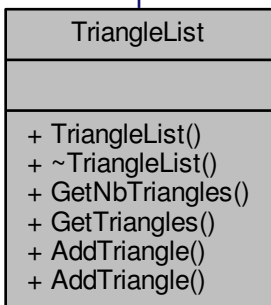 TriangleList
+ TriangleList()
+ ~TriangleList()
+ GetNbTriangles()
+ GetTriangles()
+ AddTriangle()
+ AddTriangle()